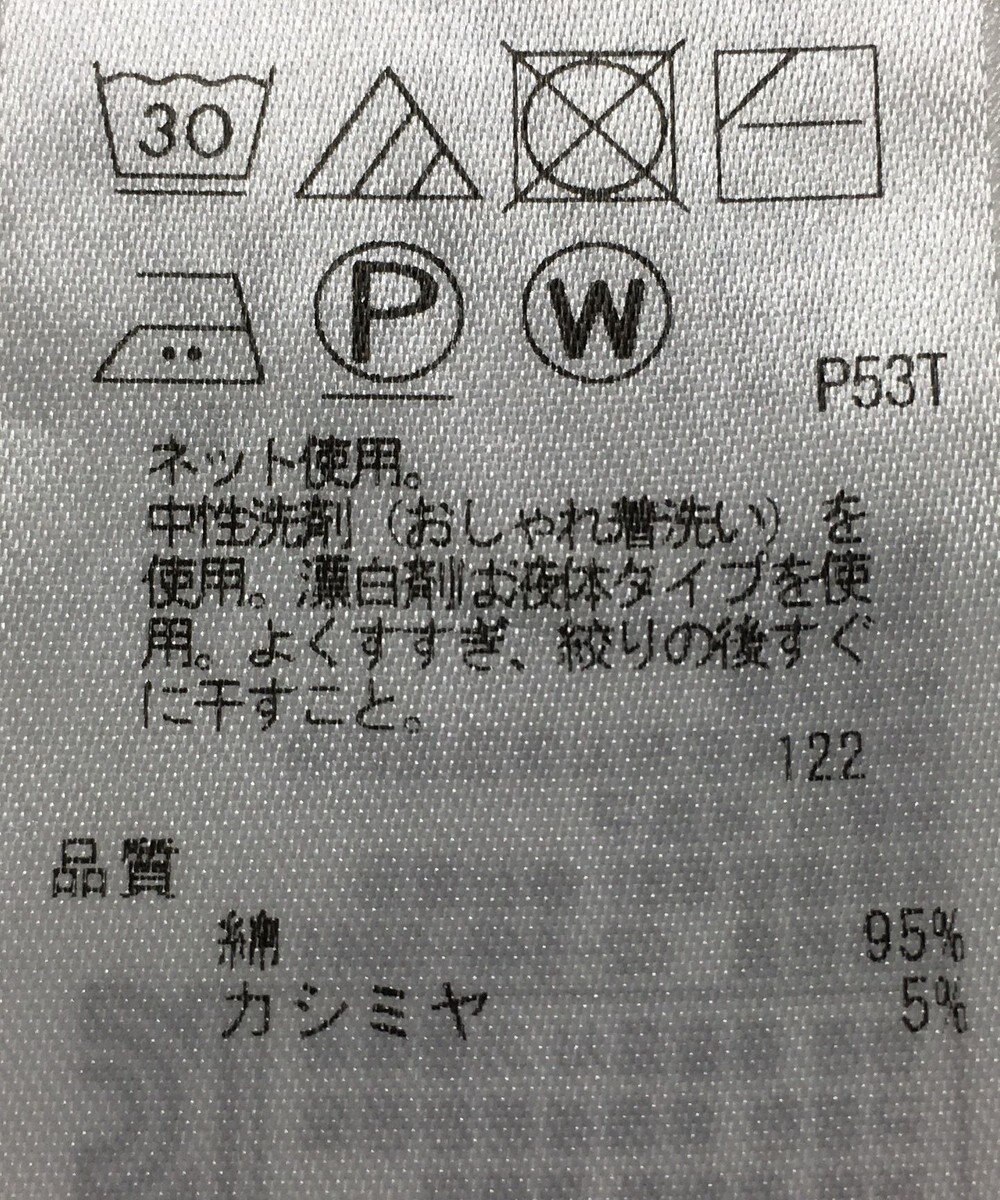 30
P W
P53T
ネット使用。
中性洗剤（おしゃれ着洗い）を
使用。漂白剤は液体タイプを使
用。よくすすぎ、絞りの後すぐ
に干すこと。
122
品質
綿 95%
カシミヤ 5%